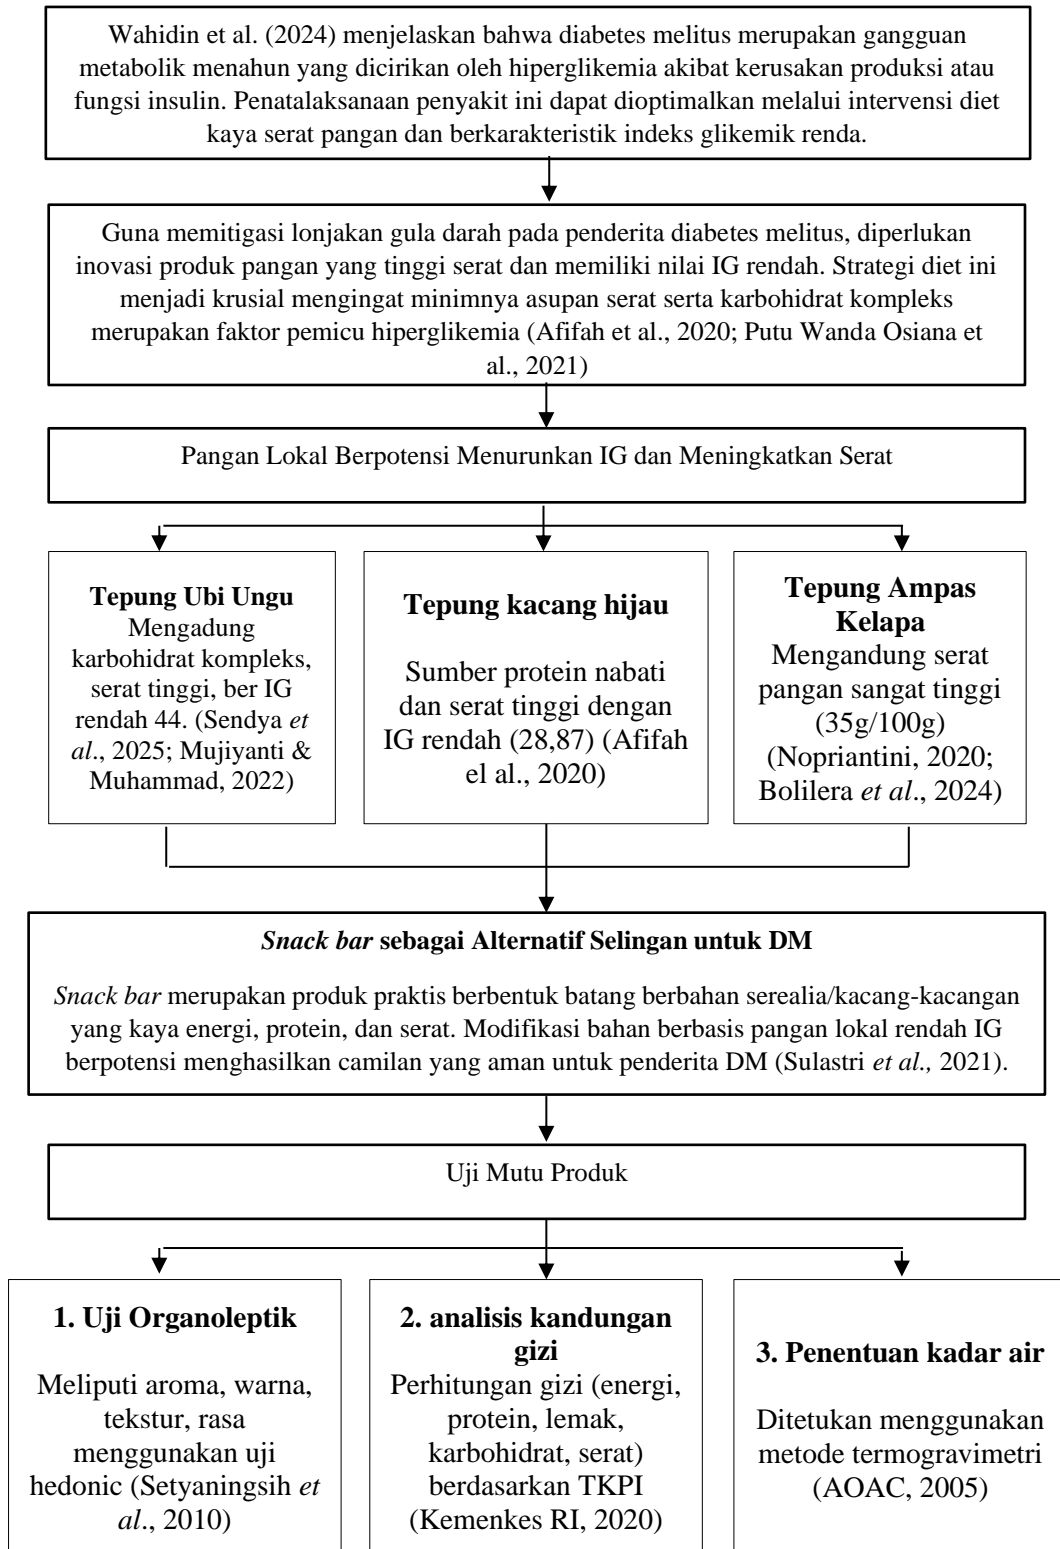 Wahidin et al. (2024) menjelaskan bahwa diabetes melitus merupakan gangguan
metabolik menahun yang dicirikan oleh hiperglikemia akibat kerusakan produksi atau
fungsi insulin. Penatalaksanaan penyakit ini dapat dioptimalkan melalui intervensi diet
kaya serat pangan dan berkarakteristik indeks glikemik renda.
Guna memitigasi lonjakan gula darah pada penderita diabetes melitus, diperlukan
inovasi produk pangan yang tinggi serat dan memiliki nilai IG rendah. Strategi diet ini
menjadi krusial mengingat minimnya asupan serat serta karbohidrat kompleks
merupakan faktor pemicu hiperglikemia (Afifah et al., 2020; Putu Wanda Osiana et
al., 2021)
Pangan Lokal Berpotensi Menurunkan IG dan Meningkatkan Serat
Tepung Ubi Ungu
Mengadung
karbohidrat kompleks,
serat tinggi, ber IG
rendah 44. (Sendya et
al., 2025; Mujiyanti &
Muhammad, 2022)
Tepung kacang hijau
Sumber protein nabati
dan serat tinggi dengan
IG rendah (28,87) (Afifah
el al., 2020)
Tepung Ampas
Kelapa
Mengandung serat
pangan sangat tinggi
(35g/100g)
(Nopriantini, 2020;
Bolilera et al., 2024)
Snack bar sebagai Alternatif Selingan untuk DM
Snack bar merupakan produk praktis berbentuk batang berbahan serealia/kacang-kacangan
yang kaya energi, protein, dan serat. Modifikasi bahan berbasis pangan lokal rendah IG
berpotensi menghasilkan camilan yang aman untuk penderita DM (Sulastri et al., 2021).
Uji Mutu Produk
1. Uji Organoleptik
Meliputi aroma, warna,
tekstur, rasa
menggunakan uji
hedonic (Setyaningsih et
al., 2010)
2. analisis kandungan
gizi
Perhitungan gizi (energi,
protein, lemak,
karbohidrat, serat)
berdasarkan TKPI
(Kemenkes RI, 2020)
3. Penentuan kadar air
Ditetukan menggunakan
metode termogravimetri
(AOAC, 2005)